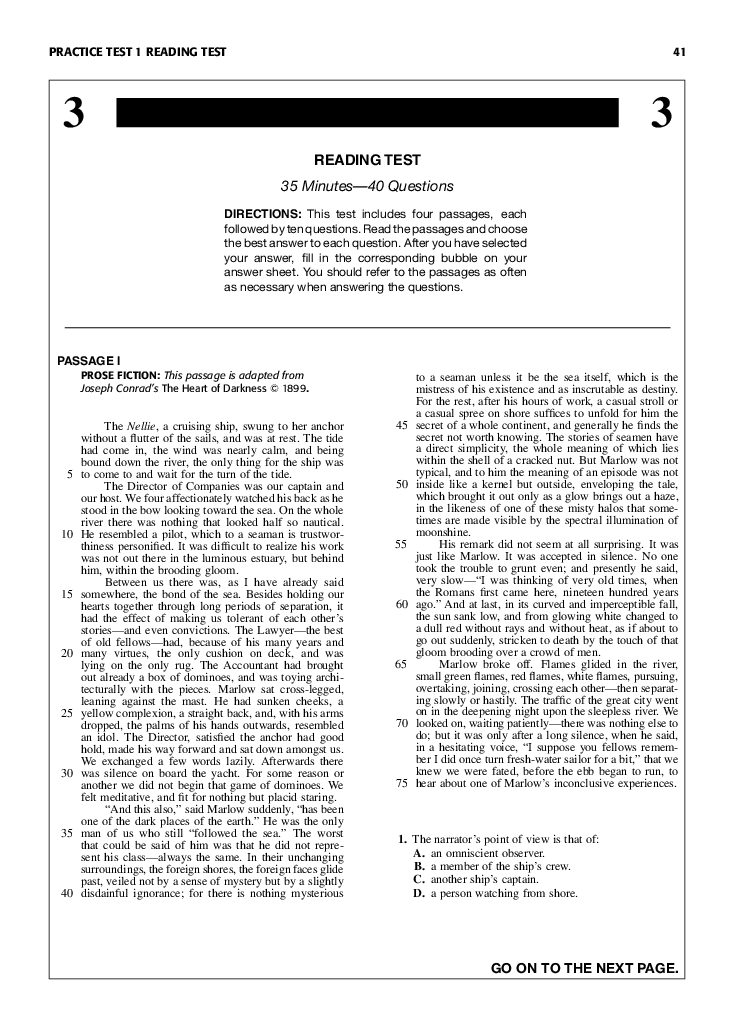 PRACTICE TEST 1 READING TEST 41
3 3
READING TEST
35 Minutes—40 Questions
DIRECTIONS: This test includes four passages, each
followed by ten questions. Read the passages and choose
the best answer to each question. After you have selected
your answer, fill in the corresponding bubble on your
answer sheet. You should refer to the passages as often
as necessary when answering the questions.
PASSAGE I
PROSE FICTION: This passage is adapted from
Joseph Conrad's The Heart of Darkness © 1899.
The Nellie, a cruising ship, swung to her anchor
without a flutter of the sails, and was at rest. The tide
had come in, the wind was nearly calm, and being
bound down the river, the only thing for the ship was
5 to come to and wait for the turn of the tide.
The Director of Companies was our captain and
our host. We four affectionately watched his back as he
stood in the bow looking toward the sea. On the whole
river there was nothing that looked half so nautical.
10 He resembled a pilot, which to a seaman is trustwor-
thiness personified. It was difficult to realize his work
was not out there in the luminous estuary, but behind
him, within the brooding gloom.
Between us there was, as I have already said
15 somewhere, the bond of the sea. Besides holding our
hearts together through long periods of separation, it
had the effect of making us tolerant of each other's
stories—and even convictions. The Lawyer—the best
of old fellows—had, because of his many years and
20 many virtues, the only cushion on deck, and was
lying on the only rug. The Accountant had brought
out already a box of dominoes, and was toying archi-
tecturally with the pieces. Marlow sat cross-legged,
leaning against the mast. He had sunken cheeks, a
25 yellow complexion, a straight back, and, with his arms
dropped, the palms of his hands outwards, resembled
an idol. The Director, satisfied the anchor had good
hold, made his way forward and sat down amongst us.
We exchanged a few words lazily. Afterwards there
30 was silence on board the yacht. For some reason or
another we did not begin that game of dominoes. We
felt meditative, and fit for nothing but placid staring.
"And this also," said Marlow suddenly, "has been
one of the dark places of the earth." He was the only
35 man of us who still "followed the sea." The worst
that could be said of him was that he did not repre-
sent his class—always the same. In their unchanging
surroundings, the foreign shores, the foreign faces glide
past, veiled not by a sense of mystery but by a slightly
40 disdainful ignorance; for there is nothing mysterious
to a seaman unless it be the sea itself, which is the
mistress of his existence and as inscrutable as destiny.
For the rest, after his hours of work, a casual stroll or
a casual spree on shore suffices to unfold for him the
45 secret of a whole continent, and generally he finds the
secret not worth knowing. The stories of seamen have
a direct simplicity, the whole meaning of which lies
within the shell of a cracked nut. But Marlow was not
typical, and to him the meaning of an episode was not
50 inside like a kernel but outside, enveloping the tale,
which brought it out only as a glow brings out a haze,
in the likeness of one of these misty halos that some-
times are made visible by the spectral illumination of
moonshine.
55 His remark did not seem at all surprising. It was
just like Marlow. It was accepted in silence. No one
took the trouble to grunt even; and presently he said,
very slow—"I was thinking of very old times, when
the Romans first came here, nineteen hundred years
60 ago." And at last, in its curved and imperceptible fall,
the sun sank low, and from glowing white changed to
a dull red without rays and without heat, as if about to
go out suddenly, stricken to death by the touch of that
gloom brooding over a crowd of men.
65 Marlow broke off. Flames glided in the river,
small green flames, red flames, white flames, pursuing,
overtaking, joining, crossing each other—then separat-
ing slowly or hastily. The traffic of the great city went
on in the deepening night upon the sleepless river. We
70 looked on, waiting patiently—there was nothing else to
do; but it was only after a long silence, when he said,
in a hesitating voice, "I suppose you fellows remem-
ber I did once turn fresh-water sailor for a bit," that we
knew we were fated, before the ebb began to run, to
75 hear about one of Marlow's inconclusive experiences.
1. The narrator's point of view is that of:
A. an omniscient observer.
B. a member of the ship's crew.
C. another ship's captain.
D. a person watching from shore.
GO ON TO THE NEXT PAGE.